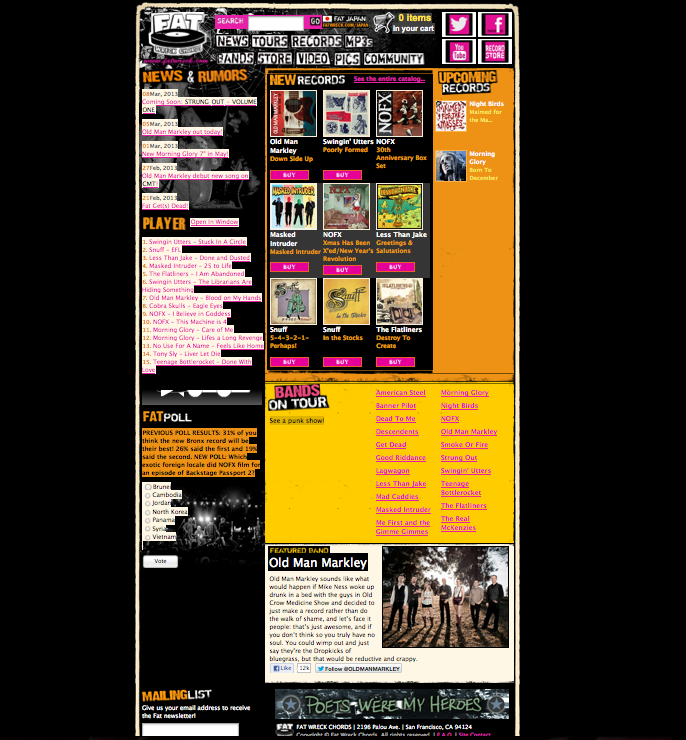 FAT
WRECK CHORDS
SEARCH
GO
FAT JAPAN:
FATWRECK.COM/JAPAN
0 items
in your cart
You
Tube
RECORD
STORE
NEWS TOURS RECORDS MP3s
BANDS STORE VIDEO PICS COMMUNITY
NEWS & RUMORS
08Mar, 2013
Coming Soon: STRUNG OUT – VOLUME
ONE
05Mar, 2013
Old Man Markley out today!
01Mar, 2013
New Morning Glory 7" in May!
27Feb, 2013
Old Man Markley debut new song on
CMT!
21Feb, 2013
Fat Get(s) Dead!
PLAYER
Open In Window
1. Swingin Utters – Stuck In A Circle
2. Snuff – EFL
3. Less Than Jake – Done and Dusted
4. Masked Intruder – 25 to Life
5. The Flatliners – I Am Abandoned
6. Swingin Utters – The Librarians Are
Hiding Something
7. Old Man Markley – Blood on My Hands
8. Cobra Skulls – Eagle Eyes
9. NOFX – I Believe in Goddess
10. NOFX – This Machine is 4
11. Morning Glory – Care of Me
12. Morning Glory – Lifes a Long Revenge
13. No Use For A Name – Feels Like Home
14. Tony Sly – Liver Let Die
15. Teenage Bottlerocket – Done With
Love
FAT POLL
PREVIOUS POLL RESULTS: 31% of you
think the new Bronx record will be
their best! 26% said the first and 19%
said the second. NEW POLL: Which
exotic foreign locale did NOFX film for
an episode of Backstage Passport 2?
Brunei
Cambodia
Jordan
North Korea
Panama
Syria
Vietnam
Vote
MAILING LIST
Give us your email address to receive
the Fat newsletter!
NEW RECORDS
See the entire catalog...
OLD MAN MARKLEY
Old Man
Markley
Down Side Up
BUY
Swingin' Utters
Poorly Formed
BUY
NOFX
NOFX
30th
Anniversary Box
Set
BUY
MASKED INTRUDER
Masked
Intruder
Masked Intruder
BUY
NOFX
NOFX
Xmas Has Been
X'ed/New Year's
Revolution
BUY
Less Than Jake
Greetings &
Salutations
BUY
Snuff
Snuff
5-4-3-2-1-
Perhaps!
BUY
Snuff
In the Stocks
Snuff
In the Stocks
BUY
The Flatliners
Destroy To
Create
BUY
UPCOMING
RECORDS
Night Birds
Maimed for
the Ma...
Morning
Glory
Born To
December
BANDS
ON TOUR
See a punk show!
American Steel
Banner Pilot
Dead To Me
Descendents
Get Dead
Good Riddance
Lagwagon
Less Than Jake
Mad Caddies
Masked Intruder
Me First and the
Gimme Gimmes
Morning Glory
Night Birds
NOFX
Old Man Markley
Smoke Or Fire
Strung Out
Swingin' Utters
Teenage
Bottlerocket
The Flatliners
The Real
McKenzies
FEATURED BAND
Old Man Markley
Old Man Markley sounds like what
would happen if Mike Ness woke up
drunk in a bed with the guys in Old
Crow Medicine Show and decided to
just make a record rather than do
the walk of shame, and let's face it
people: that's just awesome, and if
you don't think so you truly have no
soul. You could wimp out and just
say they're the Dropkicks of
bluegrass, but that would be reductive and crappy.
Like
12k
Follow @OLDMANMARKLEY
POETS WERE MY HEROES
FAT WRECK CHORDS | 2196 Palou Ave. | San Francisco, CA 94124
Copyright © Fat Wreck Chords. All rights reserved. | F.A.Q. | Site Contact